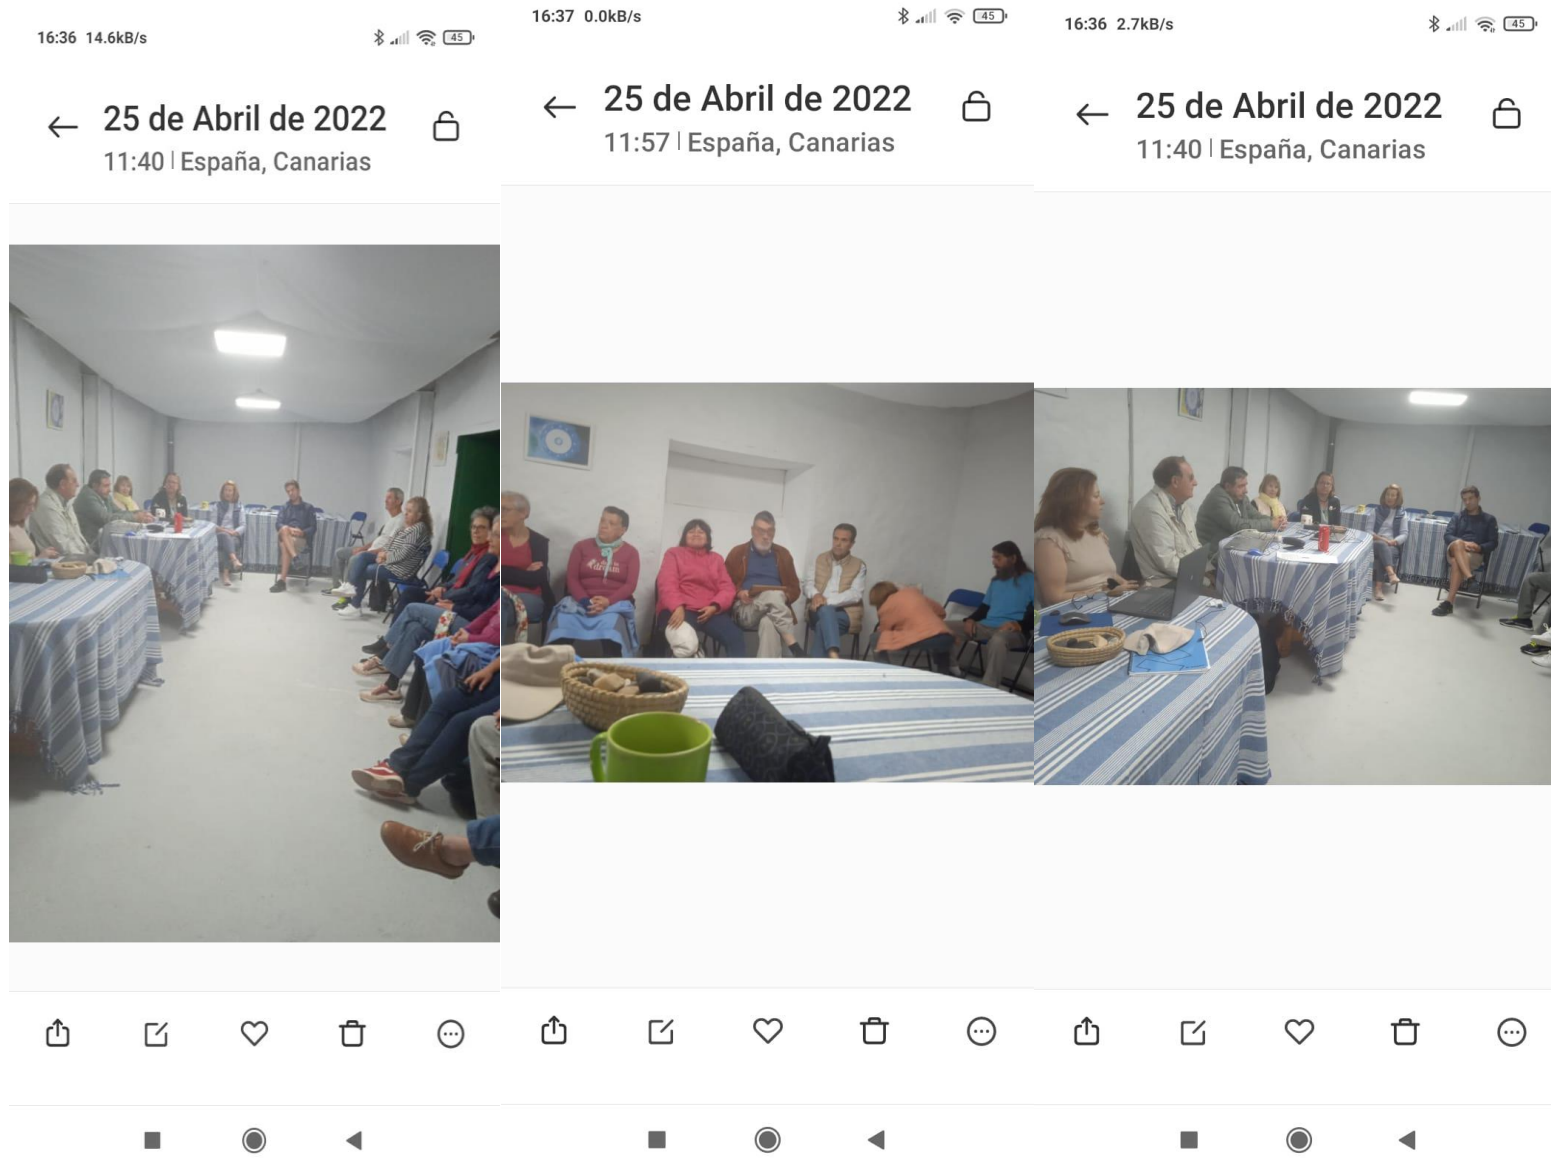 16:36 14.6kB/s
45
25 de Abril de 2022
11:40 | España, Canarias
16:37 0.0kB/s
45
25 de Abril de 2022
11:57 | España, Canarias
16:36 2.7kB/s
45
25 de Abril de 2022
11:40 | España, Canarias